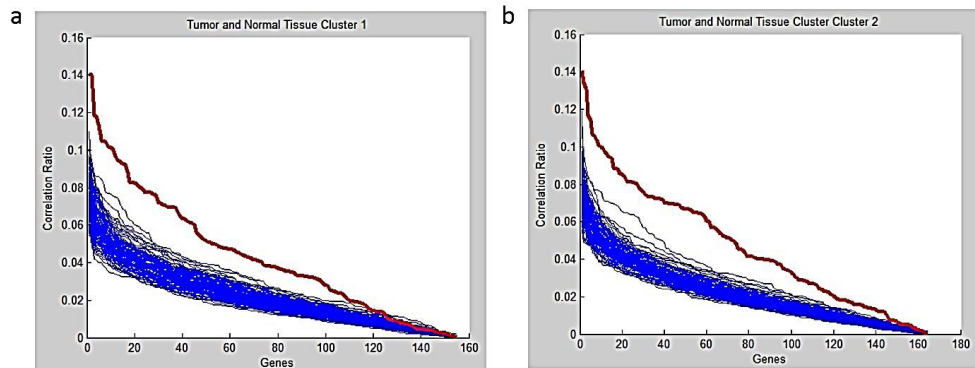 a
Tumor and Normal Tissue Cluster 1
0.16
0.14
0.12
0.1
0.08
0.06
0.04
0.02
0
Correlation Ratio
0 20 40 60 80 100 120 140 160
Genes
b
Tumor and Normal Tissue Cluster Cluster 2
0.16
0.14
0.12
0.1
0.08
0.06
0.04
0.02
0
Correlation Ratio
0 20 40 60 80 100 120 140 160 180
Genes